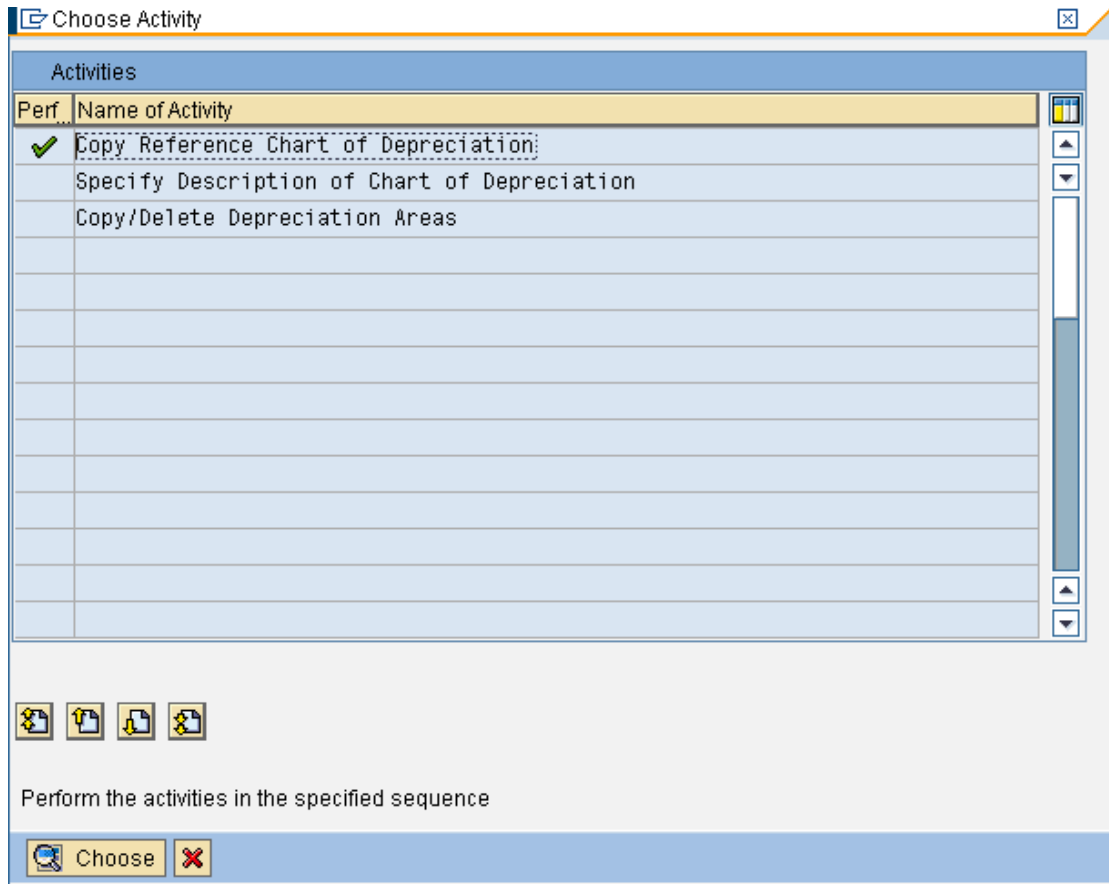 Choose Activity
Activities
Perf... Name of Activity
Copy Reference Chart of Depreciation
Specify Description of Chart of Depreciation
Copy/Delete Depreciation Areas
Perform the activities in the specified sequence
Choose